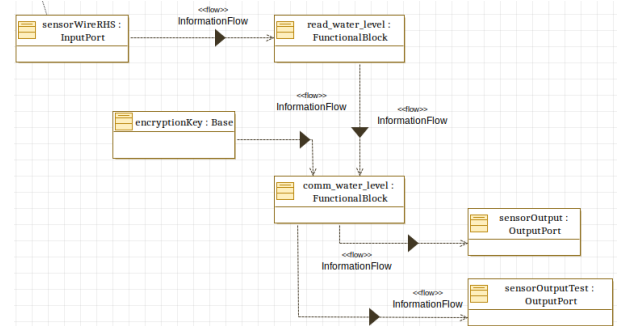 <<flow>>
InformationFlow
sensorWireRHS :
InputPort
read_water_level :
FunctionalBlock
<<flow>>
InformationFlow
<<flow>>
InformationFlow
encryptionKey : Base
comm_water_level :
FunctionalBlock
sensorOutput :
OutputPort
<<flow>>
InformationFlow
sensorOutputTest :
OutputPort
<<flow>>
InformationFlow